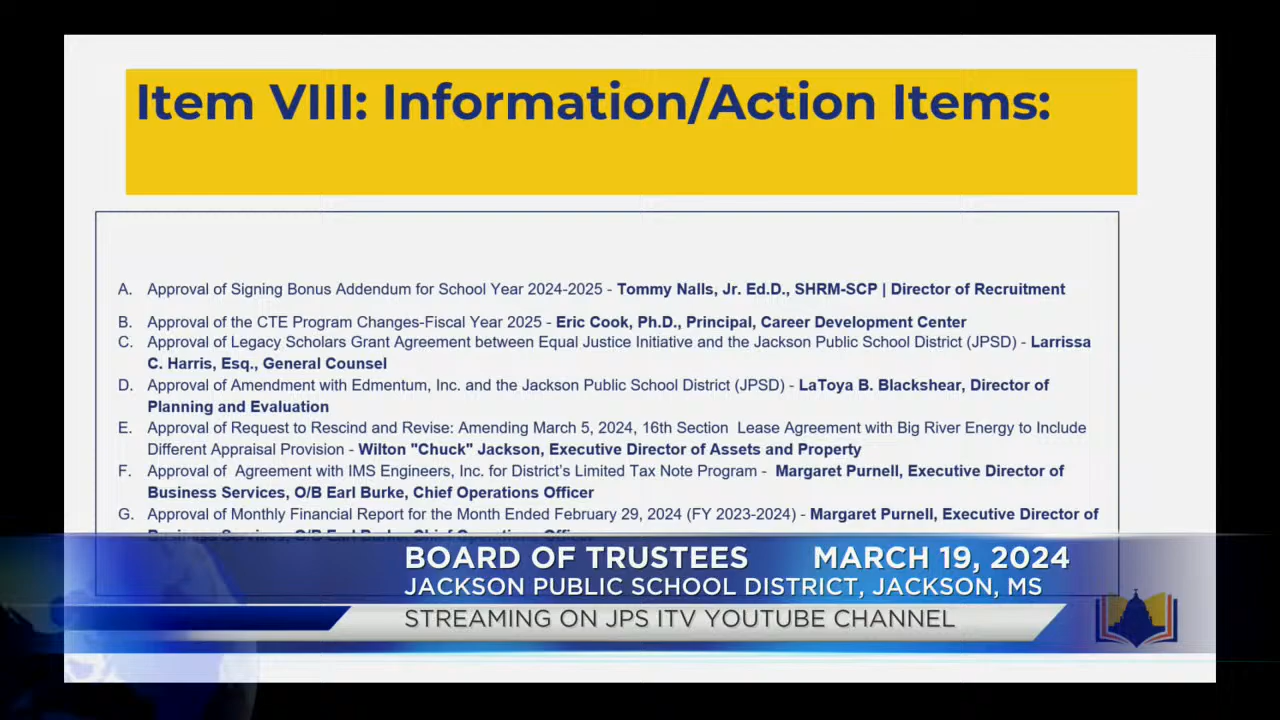 Item VIII: Information/Action Items:
A. Approval of Signing Bonus Addendum for School Year 2024-2025 - Tommy Nalls, Jr. Ed.D., SHRM-SCP | Director of Recruitment
B. Approval of the CTE Program Changes-Fiscal Year 2025 - Eric Cook, Ph.D., Principal, Career Development Center
C. Approval of Legacy Scholars Grant Agreement between Equal Justice Initiative and the Jackson Public School District (JPSD) - Larrissa
C. Harris, Esq., General Counsel
D. Approval of Amendment with Edmentum, Inc. and the Jackson Public School District (JPSD) - LaToya B. Blackshear, Director of
Planning and Evaluation
E. Approval of Request to Rescind and Revise: Amending March 5, 2024, 16th Section Lease Agreement with Big River Energy to Include
Different Appraisal Provision - Wilton "Chuck" Jackson, Executive Director of Assets and Property
F. Approval of Agreement with IMS Engineers, Inc. for District's Limited Tax Note Program - Margaret Purnell, Executive Director of
Business Services, O/B Earl Burke, Chief Operations Officer
G. Approval of Monthly Financial Report for the Month Ended February 29, 2024 (FY 2023-2024) - Margaret Purnell, Executive Director of
BOARD OF TRUSTEES MARCH 19, 2024
JACKSON PUBLIC SCHOOL DISTRICT, JACKSON, MS
STREAMING ON JPS ITV YOUTUBE CHANNEL